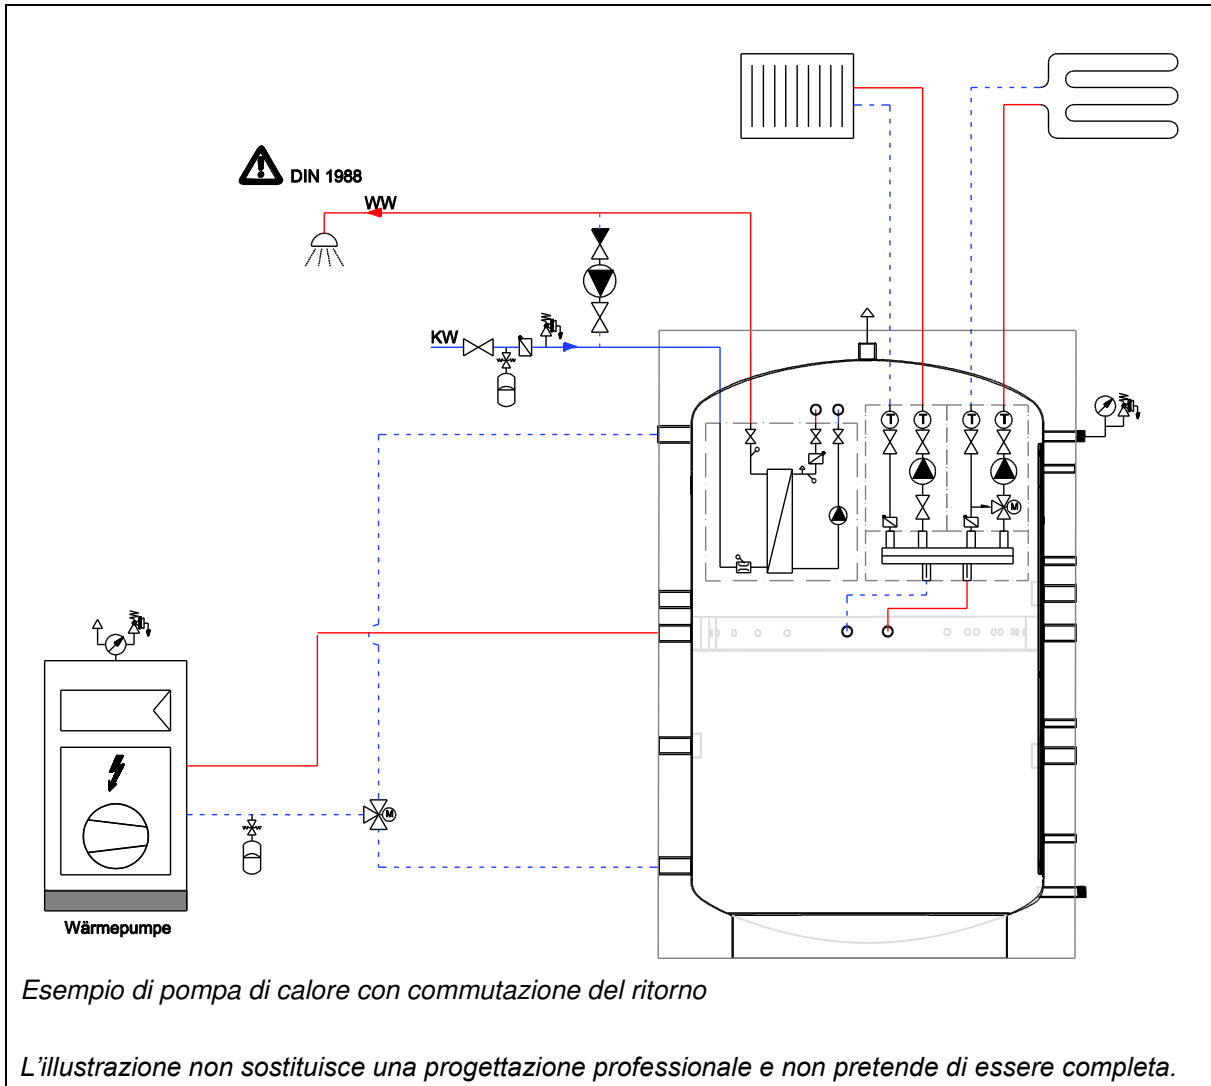 DIN 1988
WW
KW
T T T T
M
M
Wärmepumpe
Esempio di pompa di calore con commutazione del ritorno
L'illustrazione non sostituisce una progettazione professionale e non pretende di essere completa.